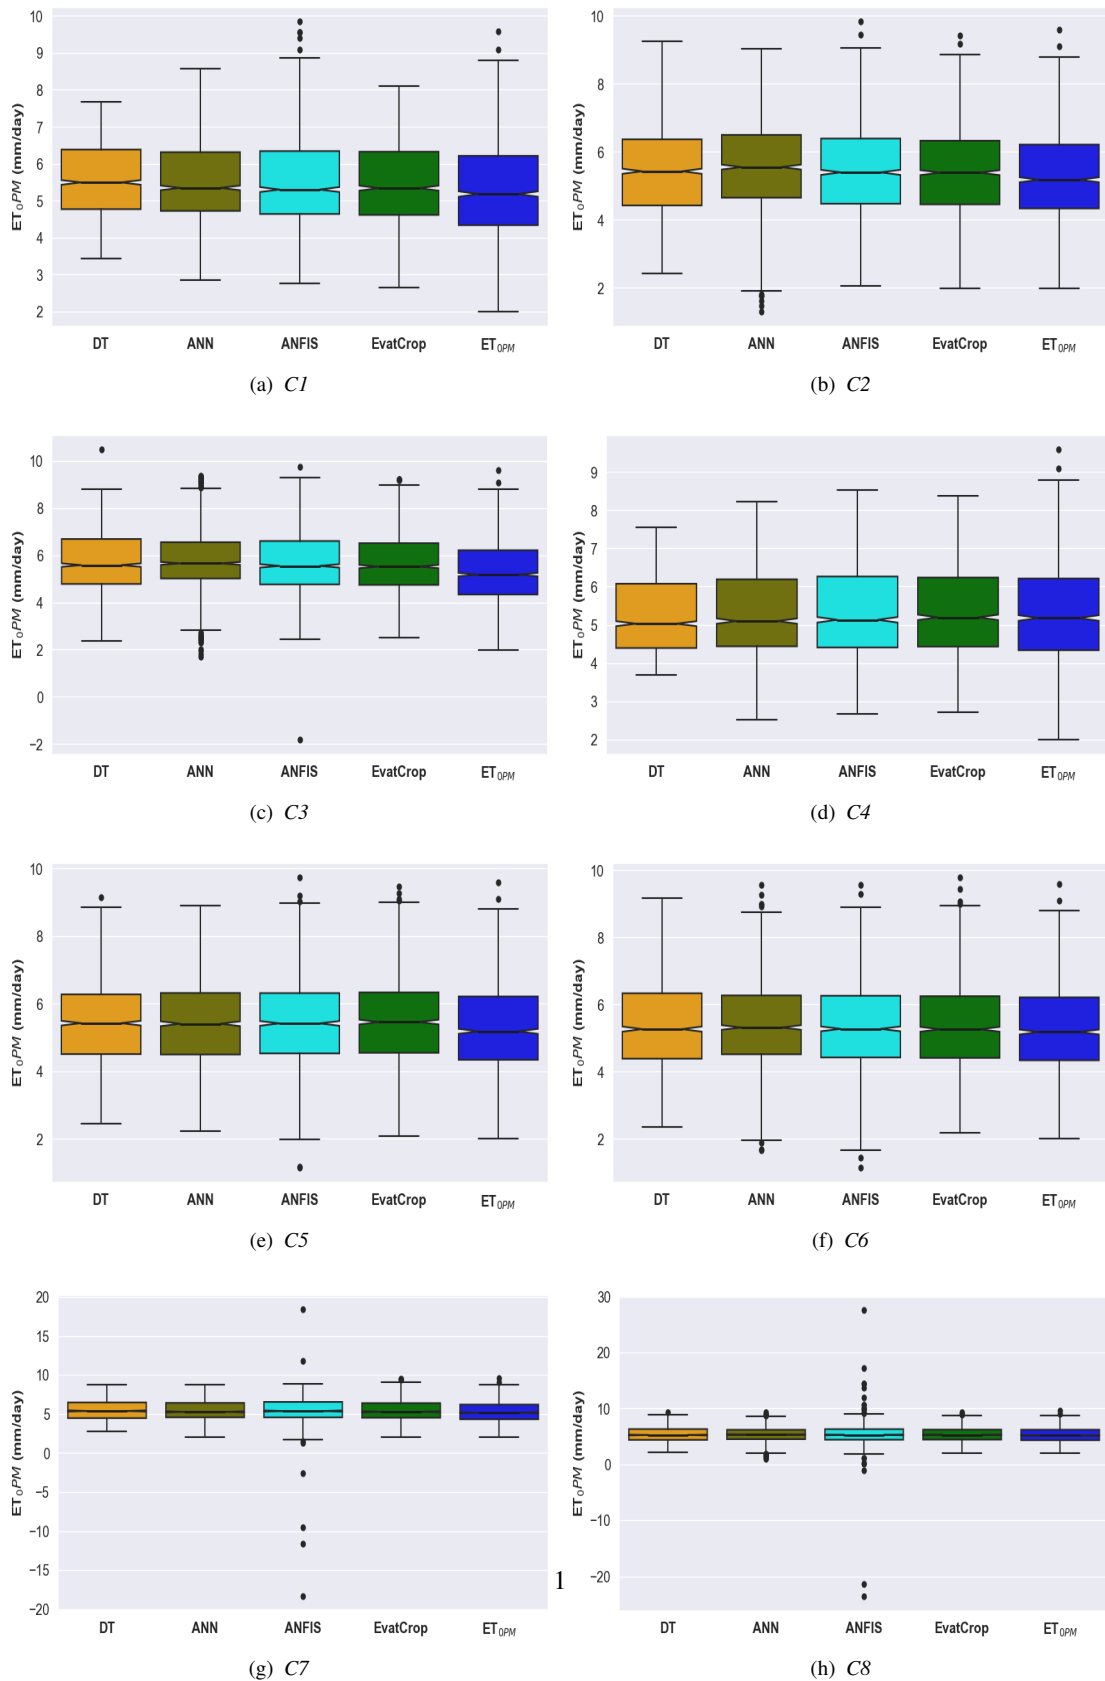 10
9
8
7
6
5
4
3
2
ET₀PM (mm/day)
DT ANN ANFIS EvatCrop ET₀PM
(a) C1
10
8
6
4
2
ET₀PM (mm/day)
DT ANN ANFIS EvatCrop ET₀PM
(b) C2
10
8
6
4
2
0
−2
ET₀PM (mm/day)
DT ANN ANFIS EvatCrop ET₀PM
(c) C3
9
8
7
6
5
4
3
2
ET₀PM (mm/day)
DT ANN ANFIS EvatCrop ET₀PM
(d) C4
10
8
6
4
2
ET₀PM (mm/day)
DT ANN ANFIS EvatCrop ET₀PM
(e) C5
10
8
6
4
2
ET₀PM (mm/day)
DT ANN ANFIS EvatCrop ET₀PM
(f) C6
20
15
10
5
0
−5
−10
−15
−20
ET₀PM (mm/day)
DT ANN ANFIS EvatCrop ET₀PM
(g) C7
30
20
10
0
−10
−20
ET₀PM (mm/day)
DT ANN ANFIS EvatCrop ET₀PM
(h) C8
1